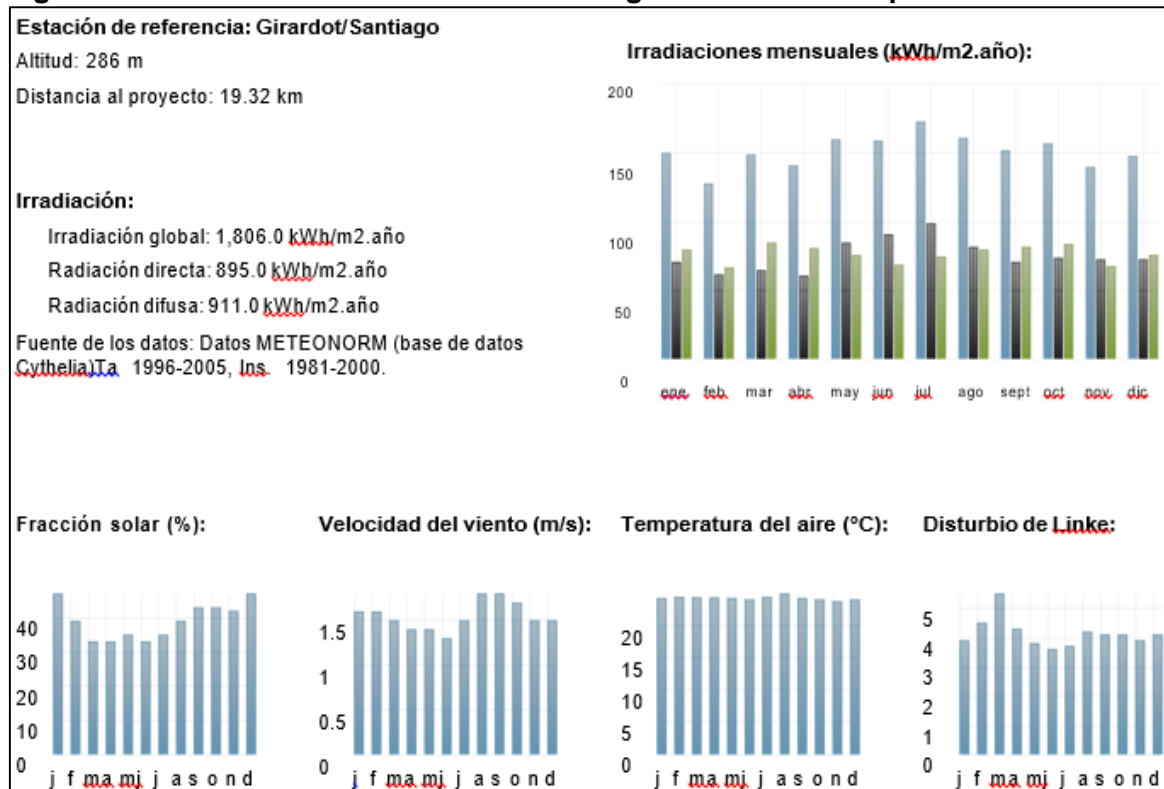 Estación de referencia: Girardot/Santiago
Altitud: 286 m
Distancia al proyecto: 19.32 km
Irradiación:
Irradiación global: 1,806.0 kWh/m2.año
Radiación directa: 895.0 kWh/m2.año
Radiación difusa: 911.0 kWh/m2.año
Fuente de los datos: Datos METEONORM (base de datos
Cythelia)Ta 1996-2005, Ins. 1981-2000.
Irradiaciones mensuales (kWh/m2.año):
200
150
100
50
0
ene. feb. mar abr. may jun jul ago sept oct nov. dic
Fracción solar (%):
40
30
20
10
0
j f ma mj j a s o n d
Velocidad del viento (m/s):
1.5
1
0.5
0
j f ma mj j a s o n d
Temperatura del aire (°C):
20
15
10
5
0
j f ma mj j a s o n d
Disturbio de Linke:
5
4
3
2
1
0
j f ma mj j a s o n d